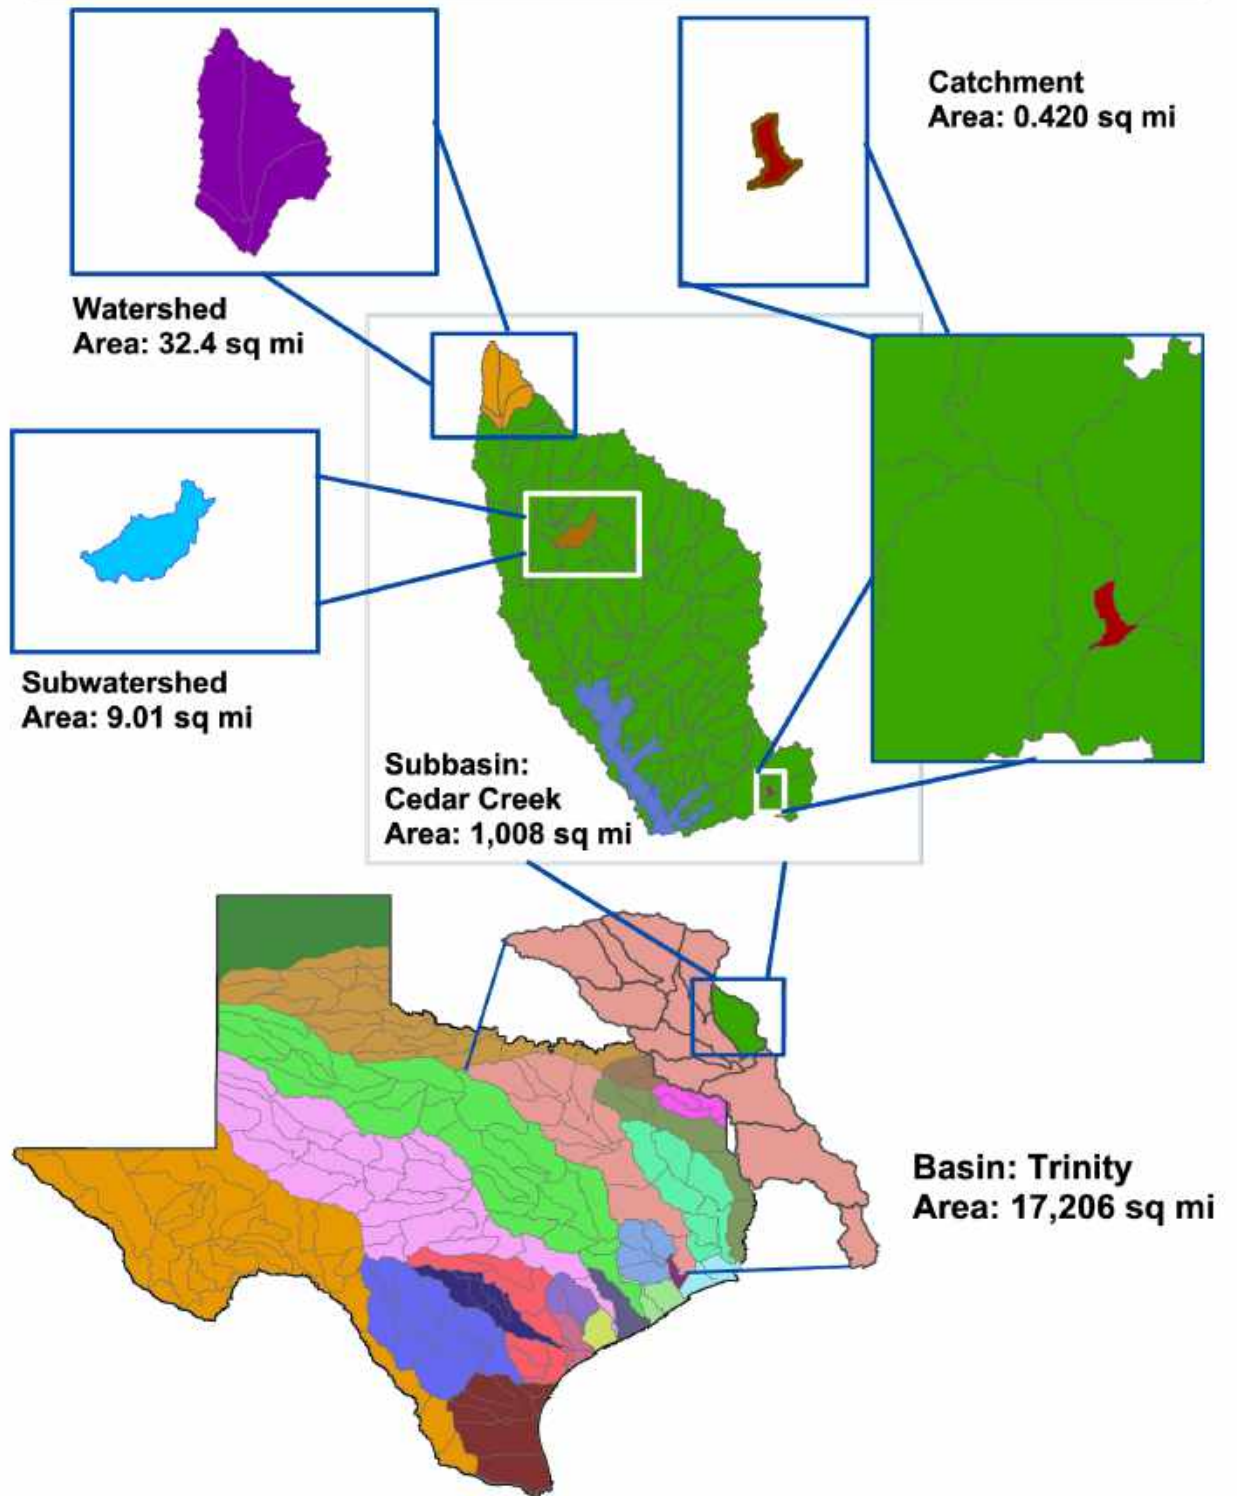 Catchment
Area: 0.420 sq mi
Watershed
Area: 32.4 sq mi
Subwatershed
Area: 9.01 sq mi
Subbasin:
Cedar Creek
Area: 1,008 sq mi
Basin: Trinity
Area: 17,206 sq mi